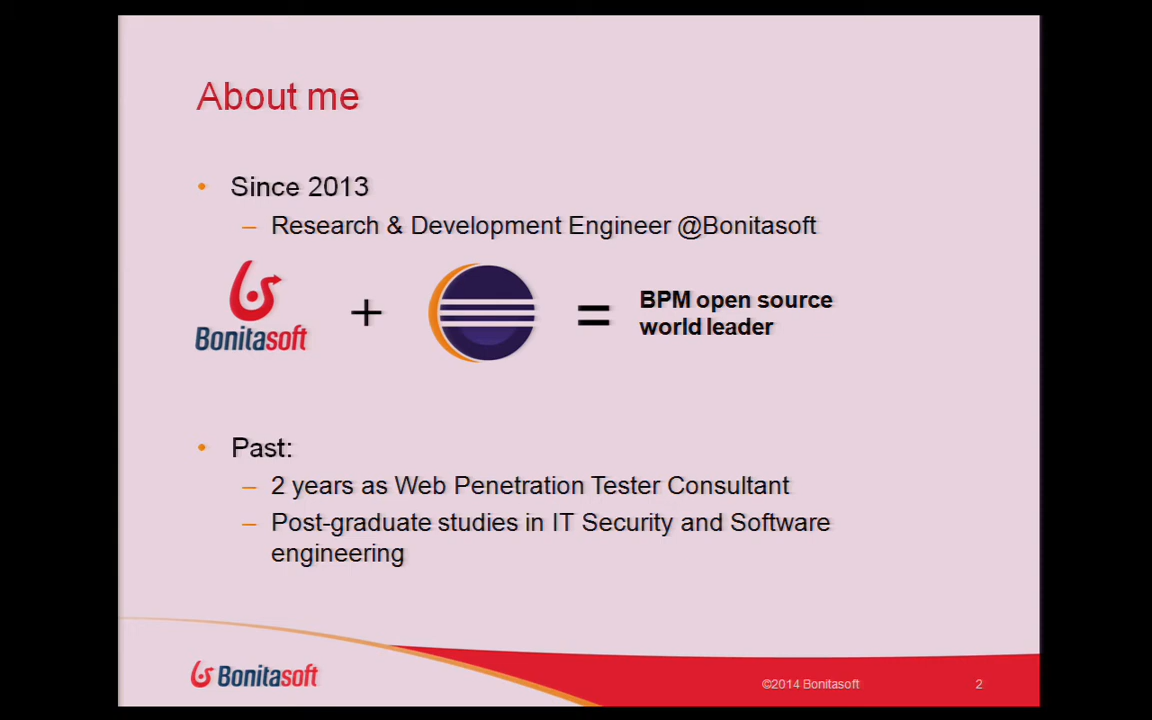 About me
• Since 2013
– Research & Development Engineer @Bonitasoft
Bonitasoft
+
=
BPM open source
world leader
• Past:
– 2 years as Web Penetration Tester Consultant
– Post-graduate studies in IT Security and Software
engineering
Bonitasoft
©2014 Bonitasoft
2